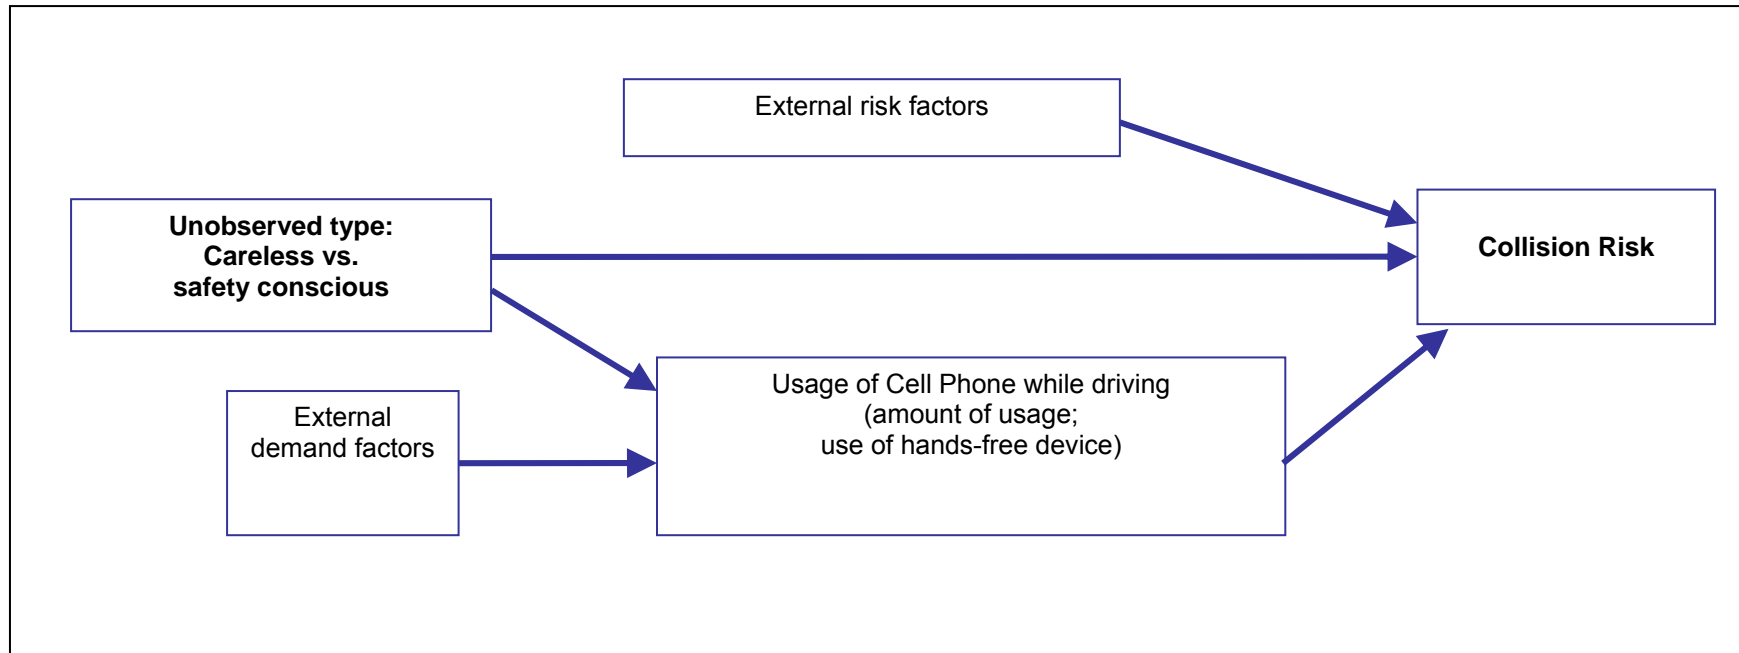 External risk factors
Unobserved type:
Careless vs.
safety conscious
Collision Risk
Usage of Cell Phone while driving
(amount of usage;
use of hands-free device)
External
demand factors